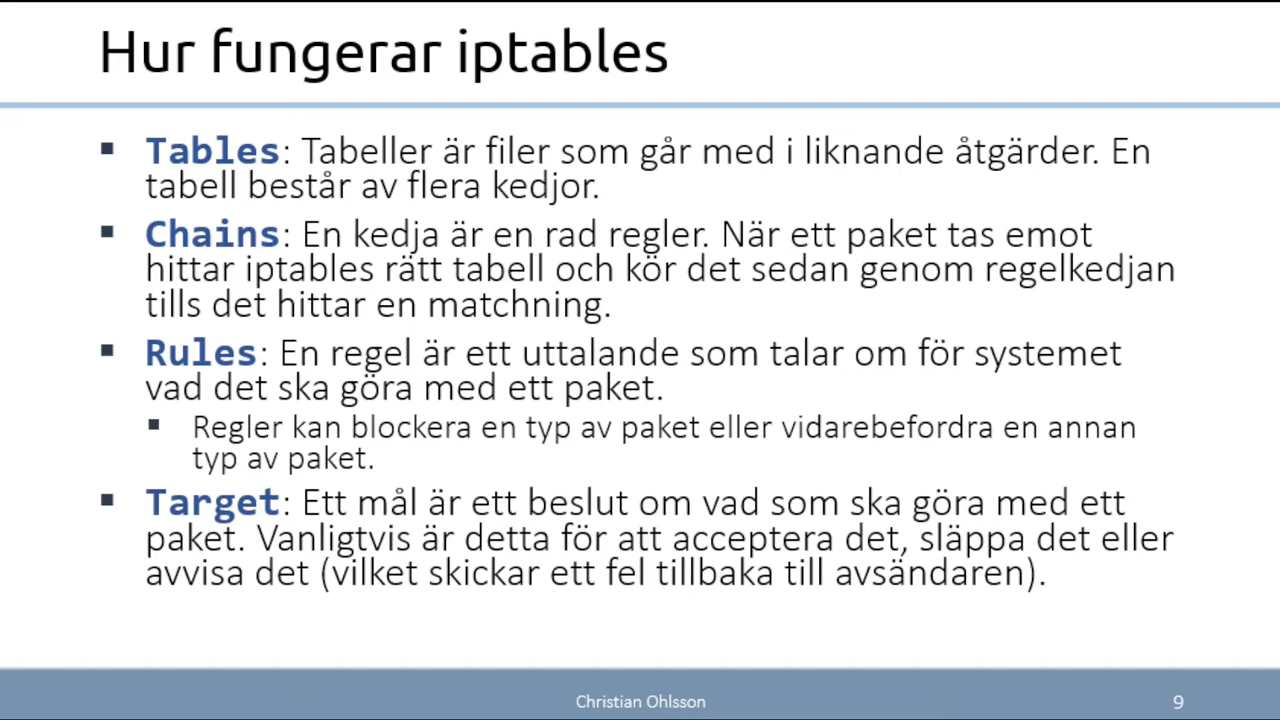 Hur fungerar iptables
▪ Tables: Tabeller är filer som går med i liknande åtgärder. En
tabell består av flera kedjor.
▪ Chains: En kedja är en rad regler. När ett paket tas emot
hittar iptables rätt tabell och kör det sedan genom regelkedjan
tills det hittar en matchning.
▪ Rules: En regel är ett uttalande som talar om för systemet
vad det ska göra med ett paket.
▪ Regler kan blockera en typ av paket eller vidarebefordra en annan
typ av paket.
▪ Target: Ett mål är ett beslut om vad som ska göra med ett
paket. Vanligtvis är detta för att acceptera det, släppa det eller
avvisa det (vilket skickar ett fel tillbaka till avsändaren).
Christian Ohlsson
9